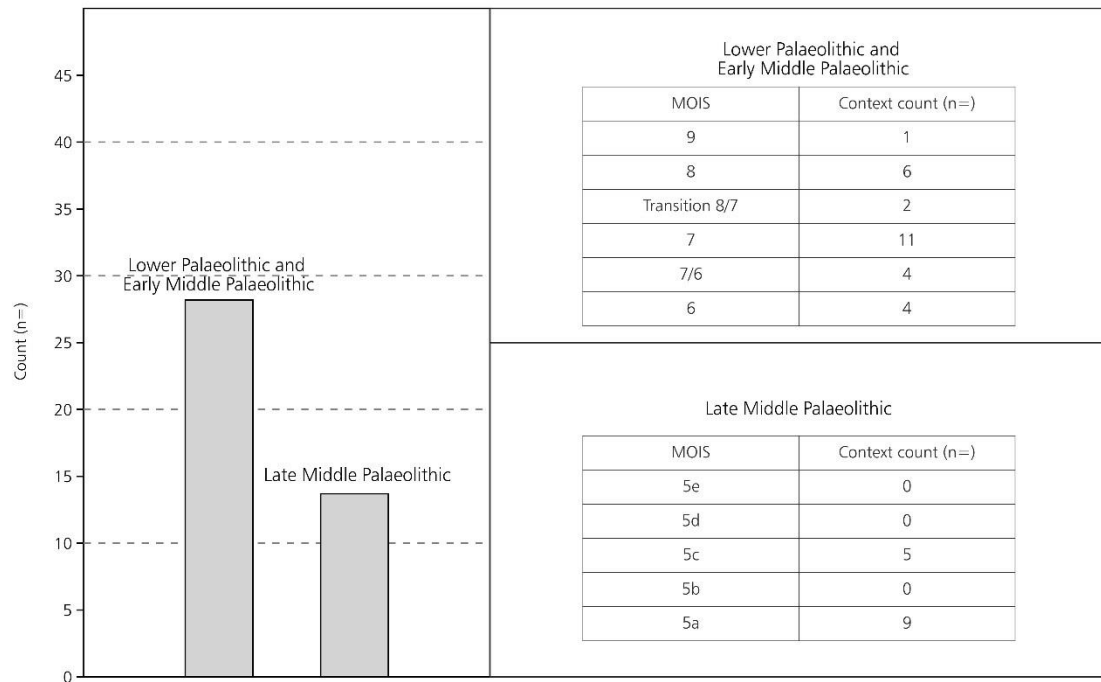 Count (n=)
45
40
35
30
25
20
15
10
5
0
Lower Palaeolithic and
Early Middle Palaeolithic
Late Middle Palaeolithic
Lower Palaeolithic and
Early Middle Palaeolithic
MOIS Context count (n=)
9 1
8 6
Transition 8/7 2
7 11
7/6 4
6 4
Late Middle Palaeolithic
MOIS Context count (n=)
5e 0
5d 0
5c 5
5b 0
5a 9